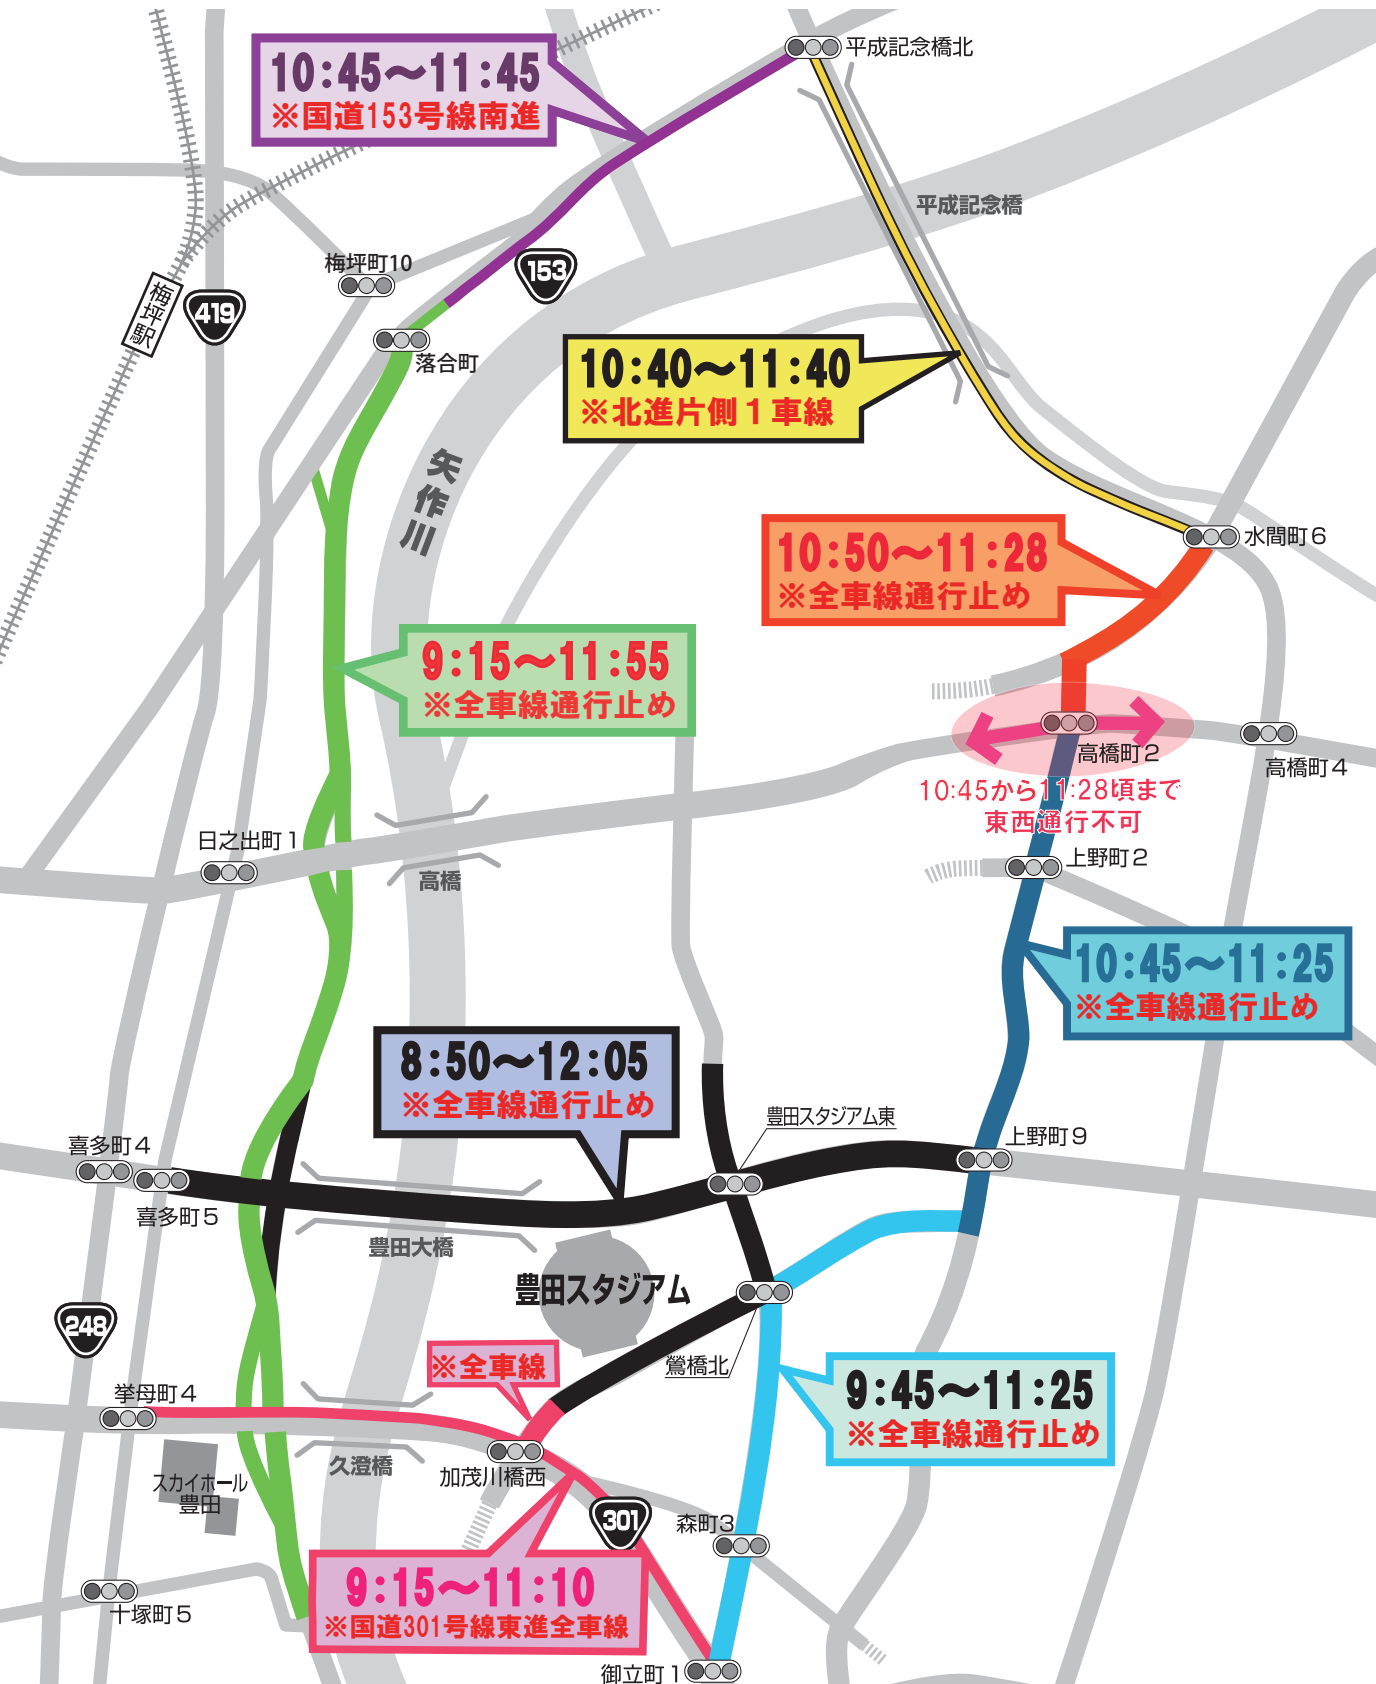 平成記念橋北
10:45〜11:45
※国道153号線南進
平成記念橋
梅坪町10
153
梅坪駅
419
落合町
10:40〜11:40
※北進片側1車線
矢作川
水間町6
10:50〜11:28
※全車線通行止め
9:15〜11:55
※全車線通行止め
高橋町2
高橋町4
10:45から11:28頃まで
東西通行不可
日之出町1
上野町2
高橋
10:45〜11:25
※全車線通行止め
8:50〜12:05
※全車線通行止め
豊田スタジアム東
上野町9
喜多町4
喜多町5
豊田大橋
豊田スタジアム
248
※全車線
鶯橋北
9:45〜11:25
※全車線通行止め
挙母町4
久澄橋
加茂川橋西
スカイホール
豊田
301
森町3
9:15〜11:10
※国道301号線東進全車線
十塚町5
御立町1